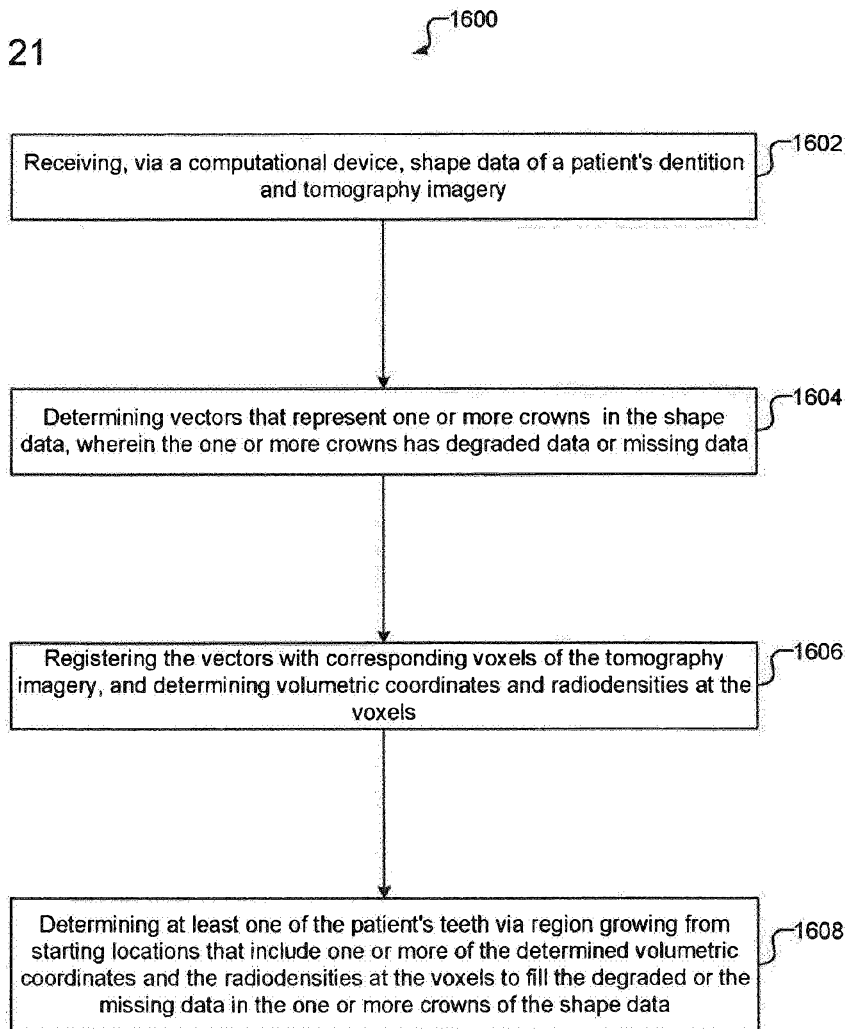 1600
21
Receiving, via a computational device, shape data of a patient's dentition
and tomography imagery
1602
Determining vectors that represent one or more crowns in the shape
data, wherein the one or more crowns has degraded data or missing data
1604
Registering the vectors with corresponding voxels of the tomography
imagery, and determining volumetric coordinates and radiodensities at the
voxels
1606
Determining at least one of the patient's teeth via region growing from
starting locations that include one or more of the determined volumetric
coordinates and the radiodensities at the voxels to fill the degraded or the
missing data in the one or more crowns of the shape data
1608